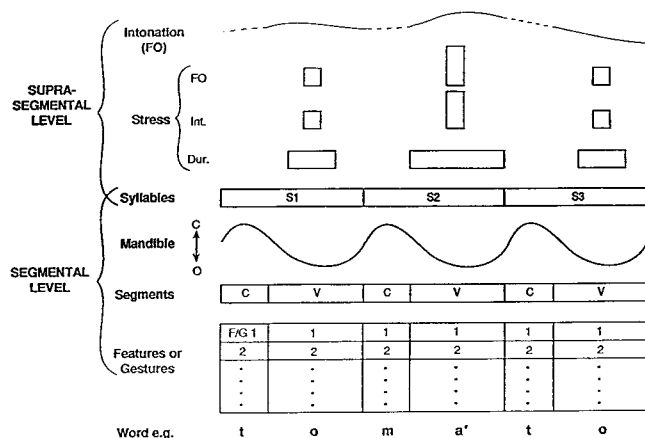 Intonation
(FO)
FO
SUPRA-
SEGMENTAL
LEVEL
Stress
Int.
Dur.
Syllables S1 S2 S3
C
Mandible
O
SEGMENTAL
LEVEL
Segments C V C V C V
F/G 1 1 1 1 1 1
Features or
Gestures
2 2 2 2 2 2
Word e.g. t o m a' t o